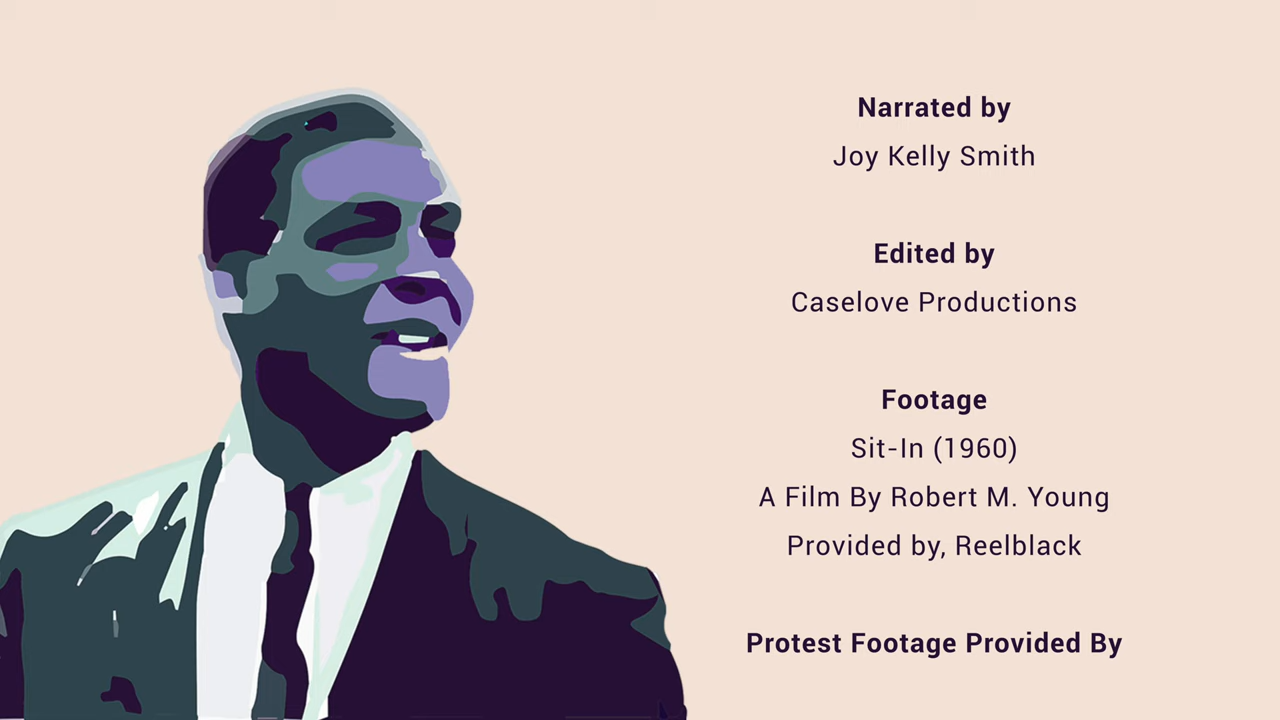 Narrated by
Joy Kelly Smith
Edited by
Caselove Productions
Footage
Sit-In (1960)
A Film By Robert M. Young
Provided by, Reelblack
Protest Footage Provided By